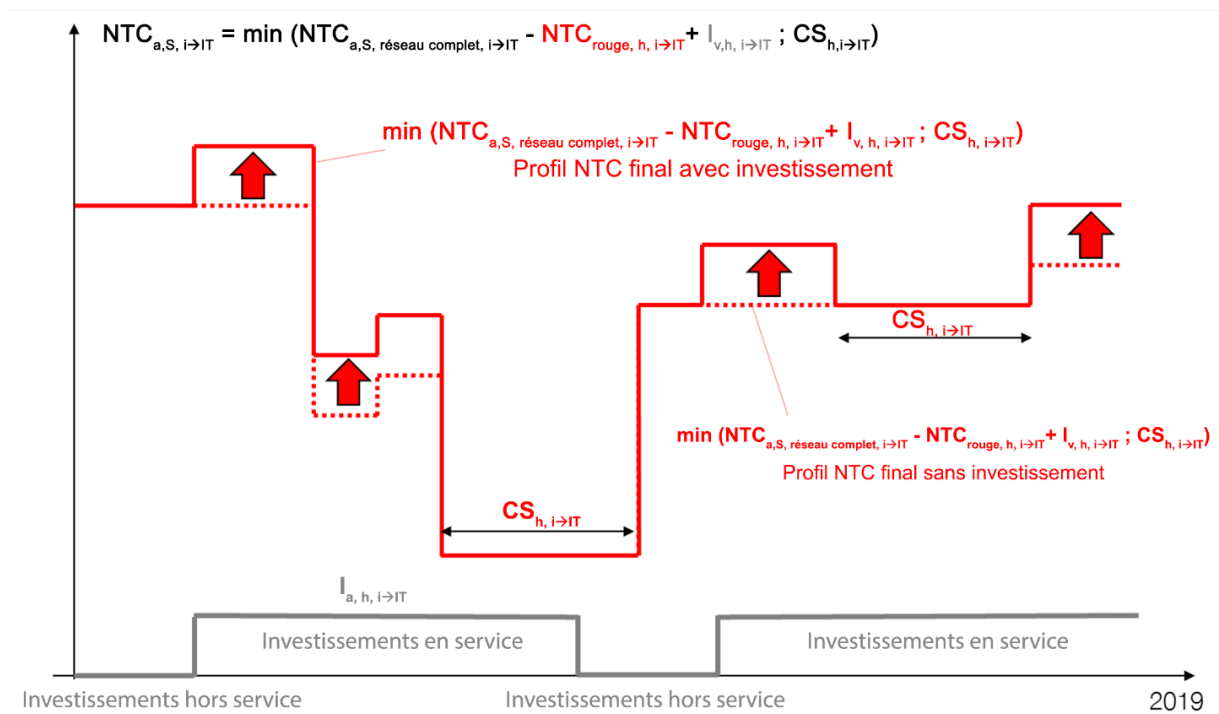 NTCa,S, i→IT = min (NTCa,S, réseau complet, i→IT - NTCrouge, h, i→IT+ Iv,h, i→IT ; CSh,i→IT)
min (NTCa,S, réseau complet, i→IT - NTCrouge, h, i→IT+ Iv, h, i→IT ; CSh, i→IT)
Profil NTC final avec investissement
CSh, i→IT
min (NTCa,S, réseau complet, i→IT - NTCrouge, h, i→IT+ Iv, h, i→IT ; CSh, i→IT)
Profil NTC final sans investissement
CSh, i→IT
Ia, h, i→IT
Investissements en service
Investissements en service
Investissements hors service
Investissements hors service
2019